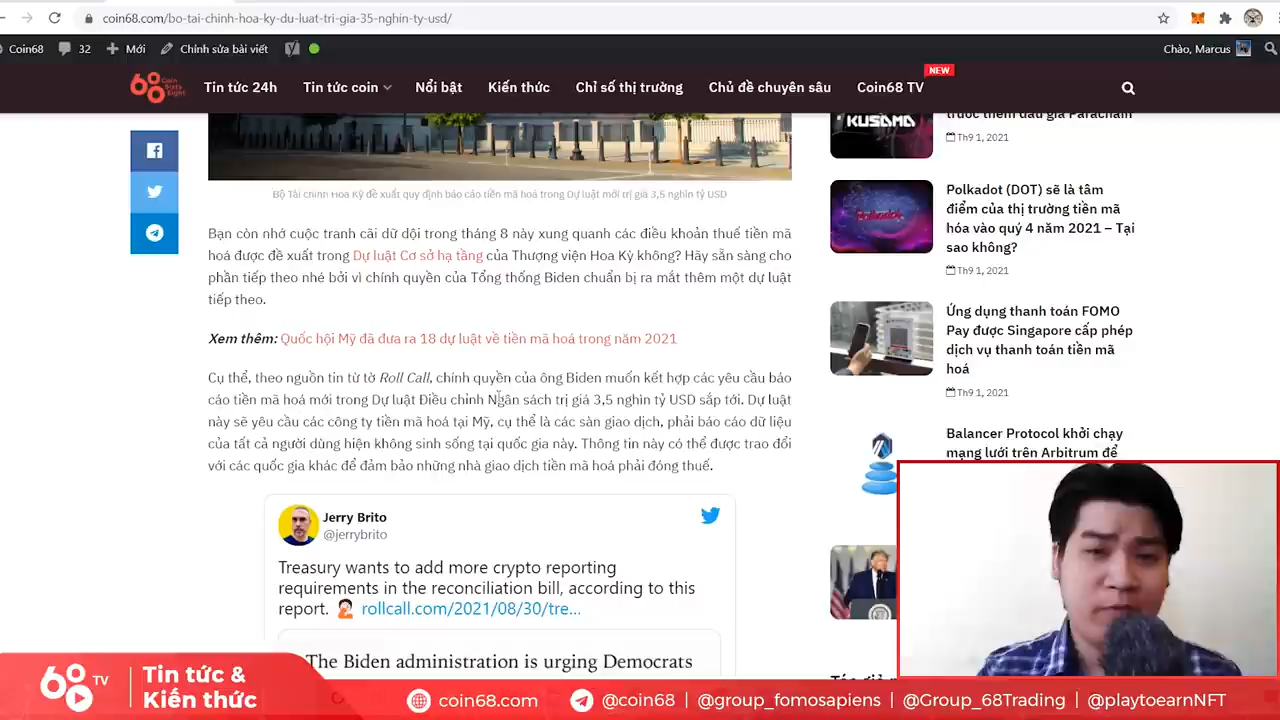 coin68.com/bo-tai-chinh-hoa-ky-du-luat-tri-gia-35-nghin-ty-usd/
Coin68 32 Mới Chỉnh sửa bài viết
Chào, Marcus
68 Coin Sixty Eight
Tin tức 24h Tin tức coin Nổi bật Kiến thức Chỉ số thị trường Chủ đề chuyên sâu Coin68 TV NEW
Bộ Tài chính Hoa Kỳ đề xuất quy định báo cáo tiền mã hoá trong Dự luật mới trị giá 3,5 nghìn tỷ USD
Bạn còn nhớ cuộc tranh cãi dữ dội trong tháng 8 này xung quanh các điều khoản thuế tiền mã
hoá được đề xuất trong Dự luật Cơ sở hạ tầng của Thượng viện Hoa Kỳ không? Hãy sẵn sàng cho
phần tiếp theo nhé bởi vì chính quyền của Tổng thống Biden chuẩn bị ra mắt thêm một dự luật
tiếp theo.
Xem thêm: Quốc hội Mỹ đã đưa ra 18 dự luật về tiền mã hoá trong năm 2021
Cụ thể, theo nguồn tin từ tờ Roll Call, chính quyền của ông Biden muốn kết hợp các yêu cầu báo
cáo tiền mã hoá mới trong Dự luật Điều chỉnh Ngân sách trị giá 3,5 nghìn tỷ USD sắp tới. Dự luật
này sẽ yêu cầu các công ty tiền mã hoá tại Mỹ, cụ thể là các sàn giao dịch, phải báo cáo dữ liệu
của tất cả người dùng hiện không sinh sống tại quốc gia này. Thông tin này có thể được trao đổi
với các quốc gia khác để đảm bảo những nhà giao dịch tiền mã hoá phải đóng thuế.
Jerry Brito
@jerrybrito
Treasury wants to add more crypto reporting
requirements in the reconciliation bill, according to this
report. rollcall.com/2021/08/30/tre...
The Biden administration is urging Democrats
KUSAMA
trước thềm đấu giá Parachain
Th9 1, 2021
Polkadot
Polkadot (DOT) sẽ là tâm
điểm của thị trường tiền mã
hóa vào quý 4 năm 2021 – Tại
sao không?
Th9 1, 2021
Ứng dụng thanh toán FOMO
Pay được Singapore cấp phép
dịch vụ thanh toán tiền mã
hoá
Th9 1, 2021
Balancer Protocol khởi chạy
mạng lưới trên Arbitrum để
68 TV
Tin tức &
Kiến thức
coin68.com @coin68 | @group_fomosapiens | @Group_68Trading | @playtoearnNFT